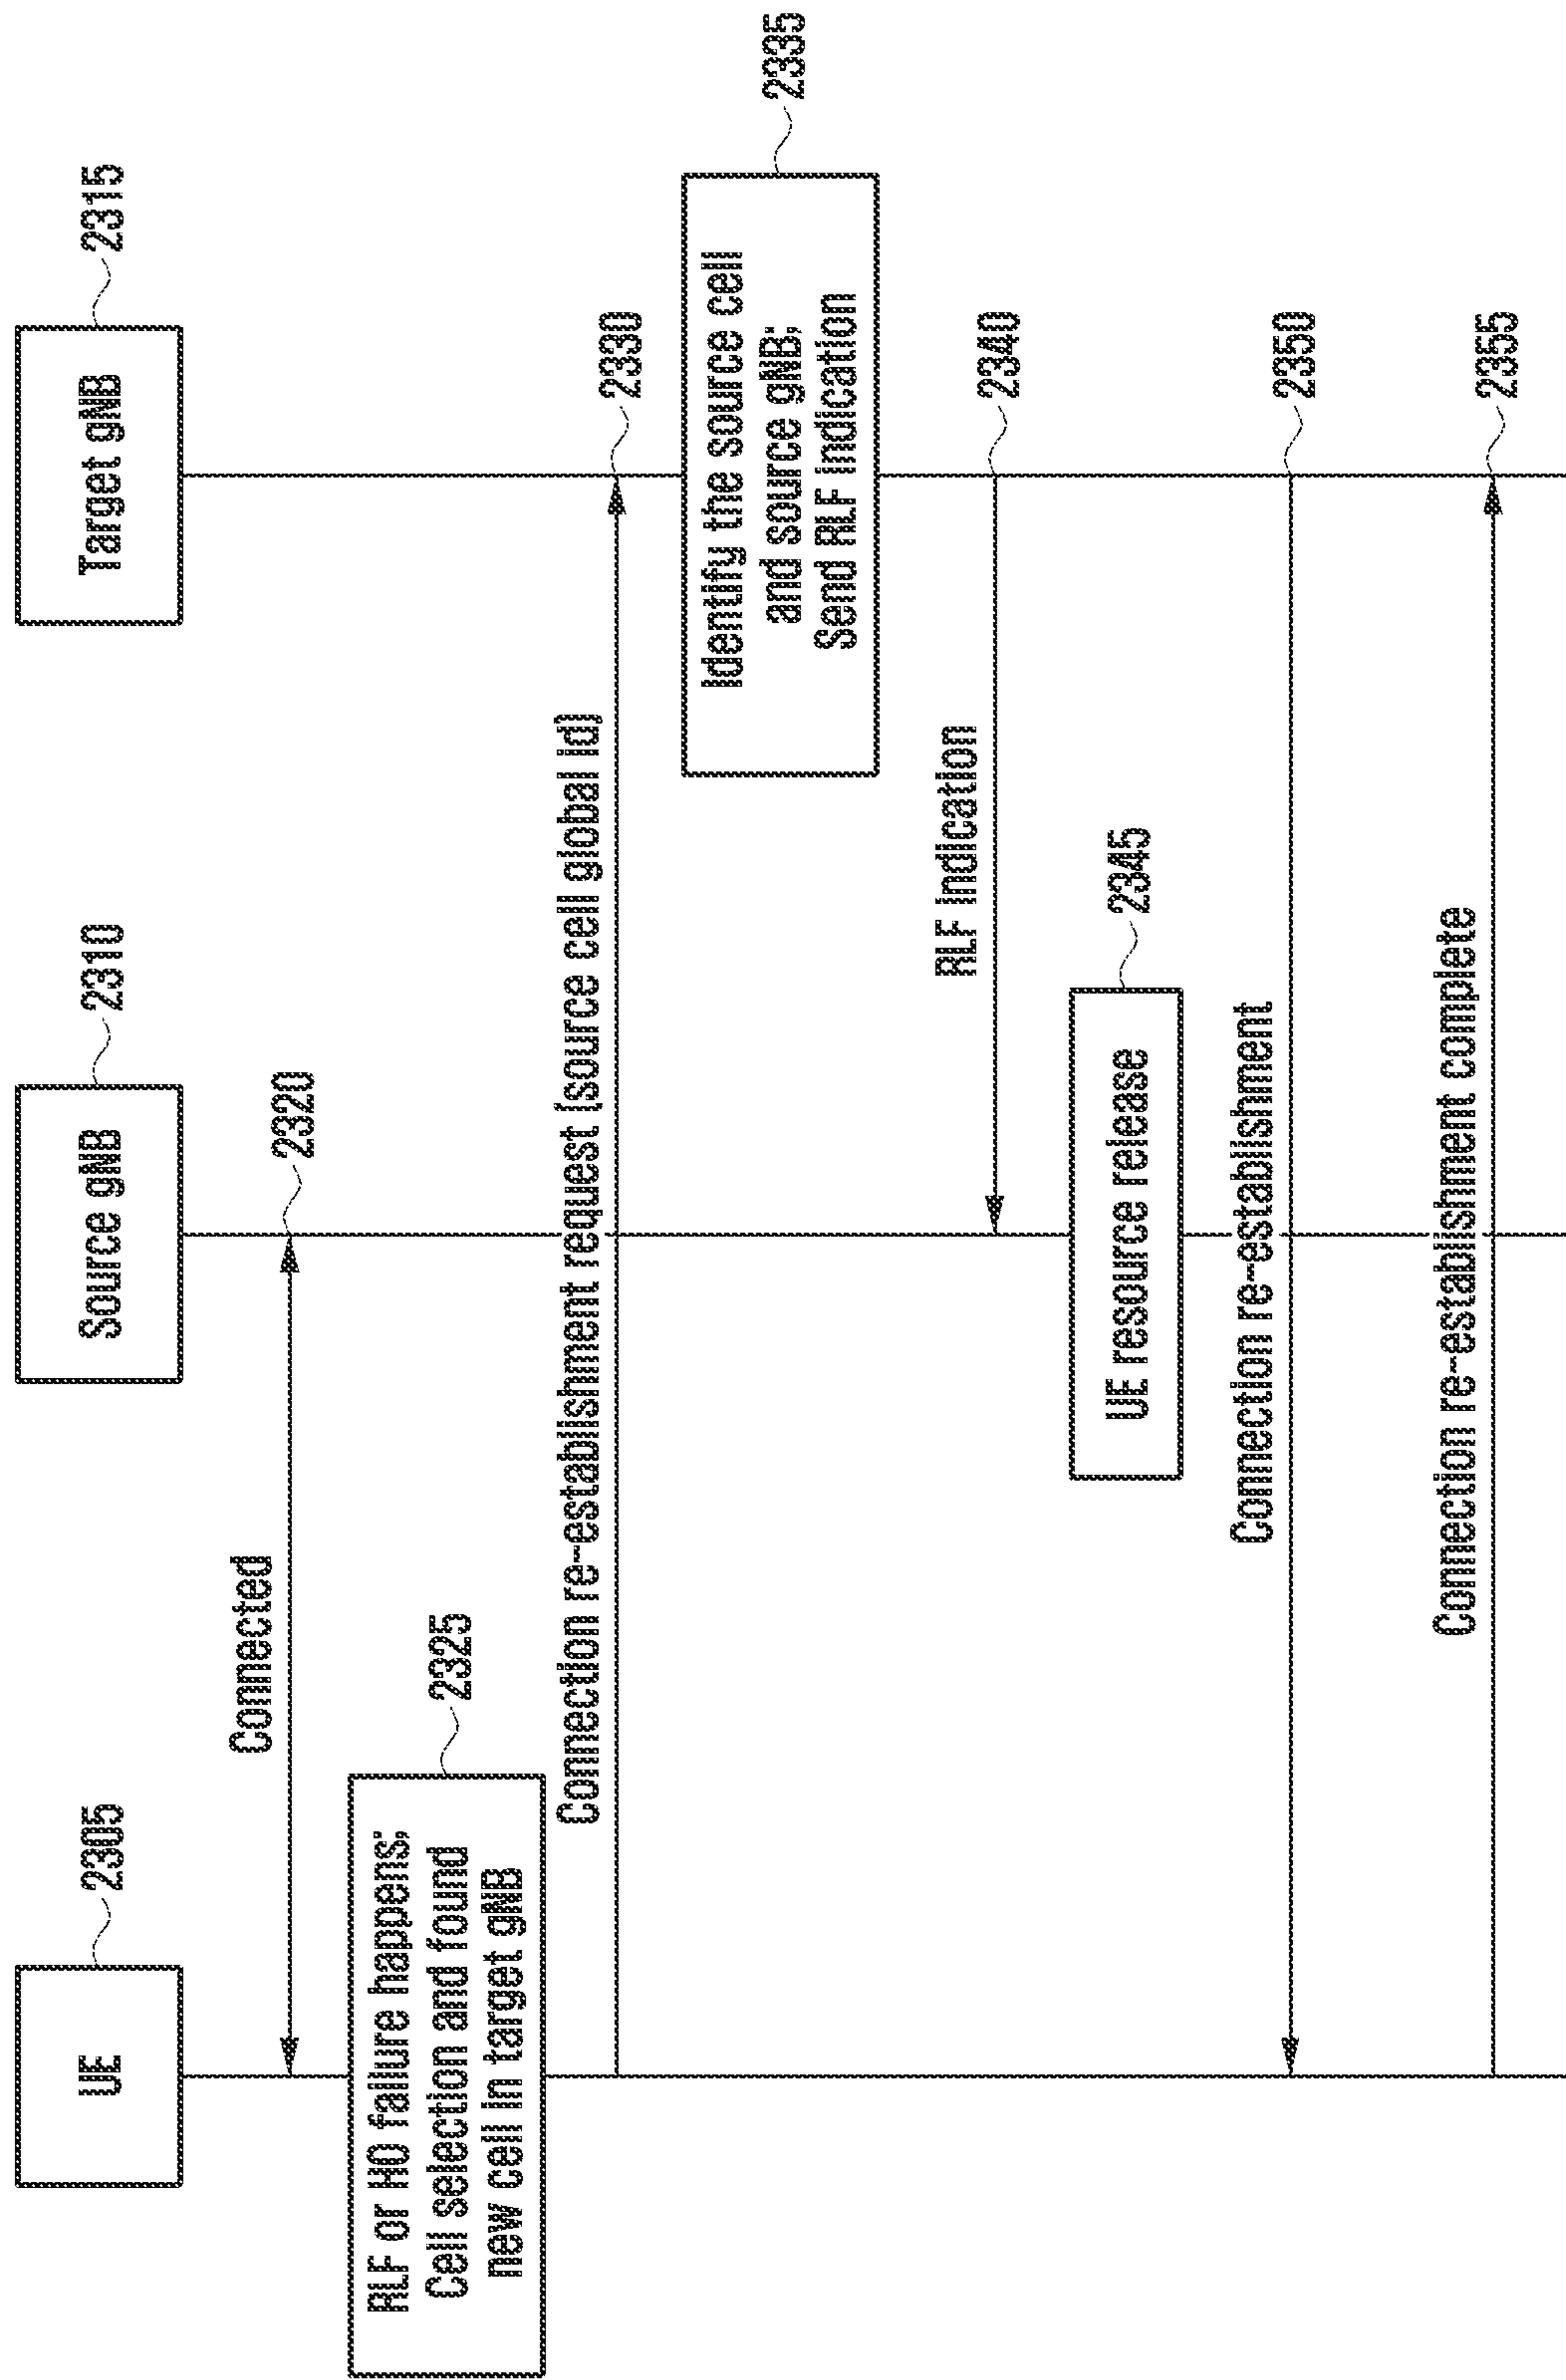 UE
2305
Source gNB
2310
Target gNB
2315
Connected
2320
RLF or HO failure happens;
Cell selection and found
new cell in target gNB
2325
Connection re-establishment request (source cell global id)
2330
Identify the source cell
and source gNB;
Send RLF indication
2335
RLF indication
2340
UE resource release
2345
Connection re-establishment
2350
Connection re-establishment complete
2355